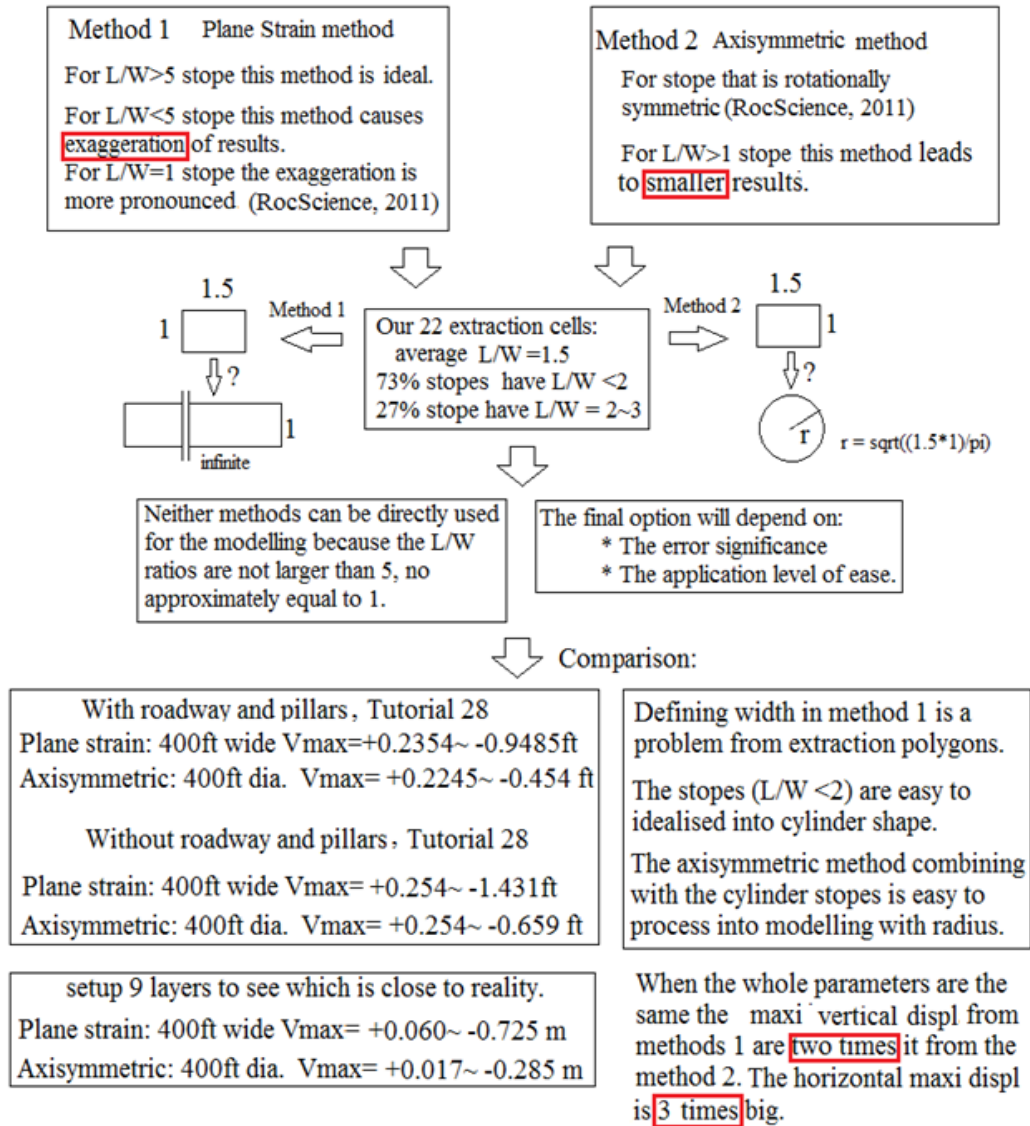 Method 1 Plane Strain method
For L/W>5 stope this method is ideal.
For L/W<5 stope this method causes
exaggeration of results.
For L/W=1 stope the exaggeration is
more pronounced (RocScience, 2011)
Method 2 Axisymmetric method
For stope that is rotationally
symmetric (RocScience, 2011)
For L/W>1 stope this method leads
to smaller results.
1.5
1
Method 1
?
1
infinite
Our 22 extraction cells:
average L/W =1.5
73% stopes have L/W <2
27% stope have L/W = 2~3
Method 2
1.5
1
?
r
r = sqrt((1.5*1)/pi)
Neither methods can be directly used
for the modelling because the L/W
ratios are not larger than 5, no
approximately equal to 1.
The final option will depend on:
* The error significance
* The application level of ease.
Comparison:
With roadway and pillars, Tutorial 28
Plane strain: 400ft wide Vmax=+0.2354~ -0.9485ft
Axisymmetric: 400ft dia. Vmax= +0.2245~ -0.454 ft
Without roadway and pillars, Tutorial 28
Plane strain: 400ft wide Vmax= +0.254~ -1.431ft
Axisymmetric: 400ft dia. Vmax= +0.254~ -0.659 ft
Defining width in method 1 is a
problem from extraction polygons.
The stopes (L/W <2) are easy to
idealised into cylinder shape.
The axisymmetric method combining
with the cylinder stopes is easy to
process into modelling with radius.
setup 9 layers to see which is close to reality.
Plane strain: 400ft wide Vmax= +0.060~ -0.725 m
Axisymmetric: 400ft dia. Vmax= +0.017~ -0.285 m
When the whole parameters are the
same the maxi vertical displ from
methods 1 are two times it from the
method 2. The horizontal maxi displ
is 3 times big.